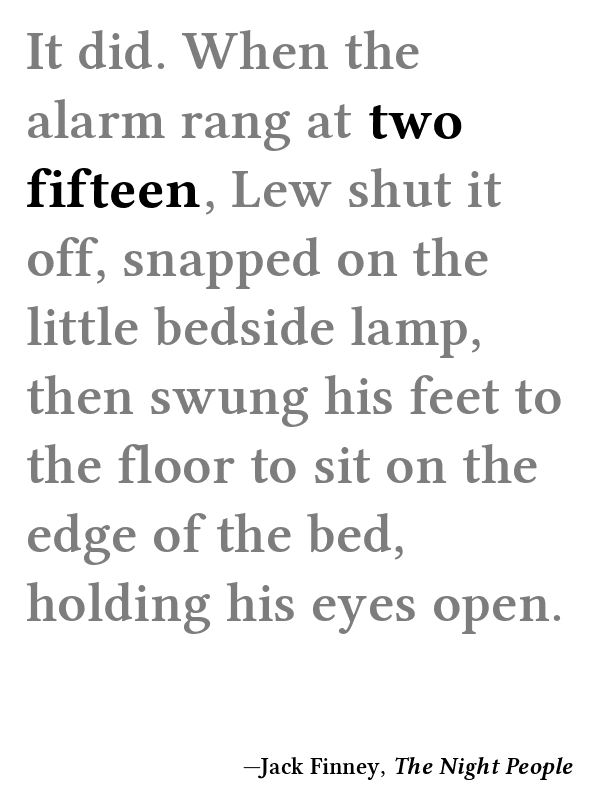 It did. When the
alarm rang at two
fifteen, Lew shut it
off, snapped on the
little bedside lamp,
then swung his feet to
the floor to sit on the
edge of the bed,
holding his eyes open.
—Jack Finney, The Night People